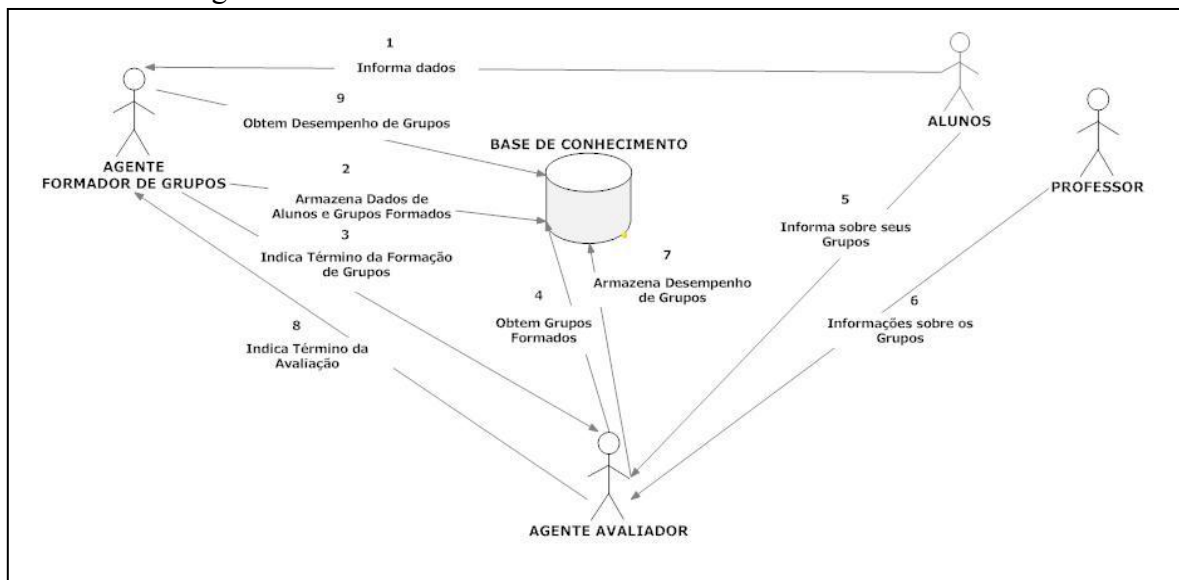 1
Informa dados
9
Obtem Desempenho de Grupos
ALUNOS
BASE DE CONHECIMENTO
AGENTE
FORMADOR DE GRUPOS
PROFESSOR
2
Armazena Dados de
Alunos e Grupos Formados
3
Indica Término da Formação
de Grupos
5
Informa sobre seus
Grupos
7
Armazena Desempenho
de Grupos
4
Obtem Grupos
Formados
6
Informações sobre os
Grupos
8
Indica Término da
Avaliação
AGENTE AVALIADOR